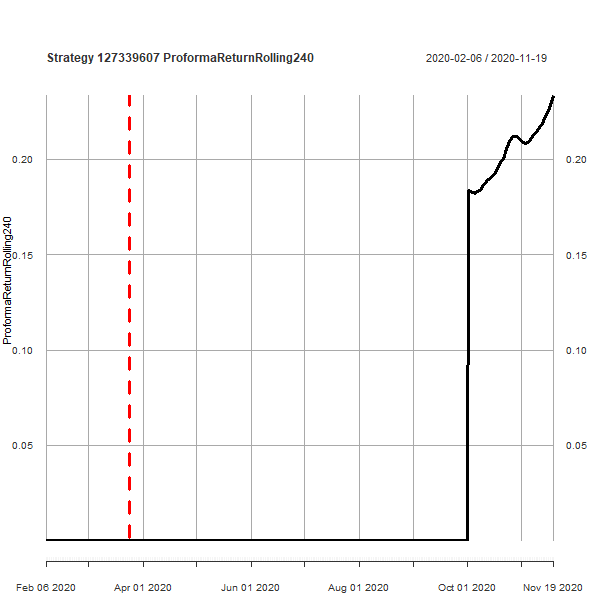 Strategy 127339607 ProformaReturnRolling240
2020-02-06 / 2020-11-19
ProformaReturnRolling240
0.20
0.20
0.15
0.15
0.10
0.10
0.05
0.05
Feb 06 2020
Apr 01 2020
Jun 01 2020
Aug 01 2020
Oct 01 2020
Nov 19 2020